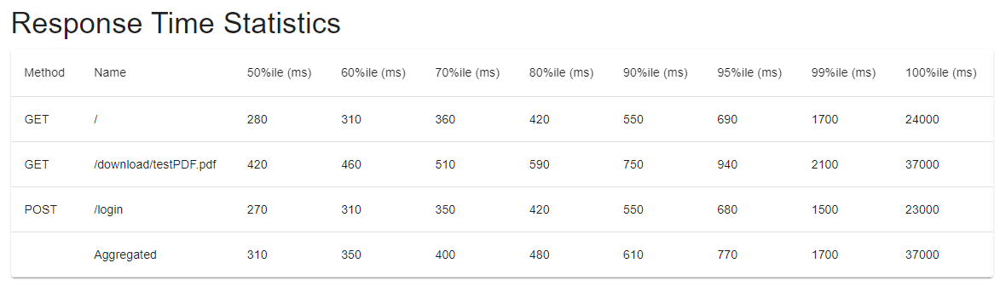 Response Time Statistics
Method Name 50%ile (ms) 60%ile (ms) 70%ile (ms) 80%ile (ms) 90%ile (ms) 95%ile (ms) 99%ile (ms) 100%ile (ms)
GET / 280 310 360 420 550 690 1700 24000
GET /download/testPDF.pdf 420 460 510 590 750 940 2100 37000
POST /login 270 310 350 420 550 680 1500 23000
Aggregated 310 350 400 480 610 770 1700 37000